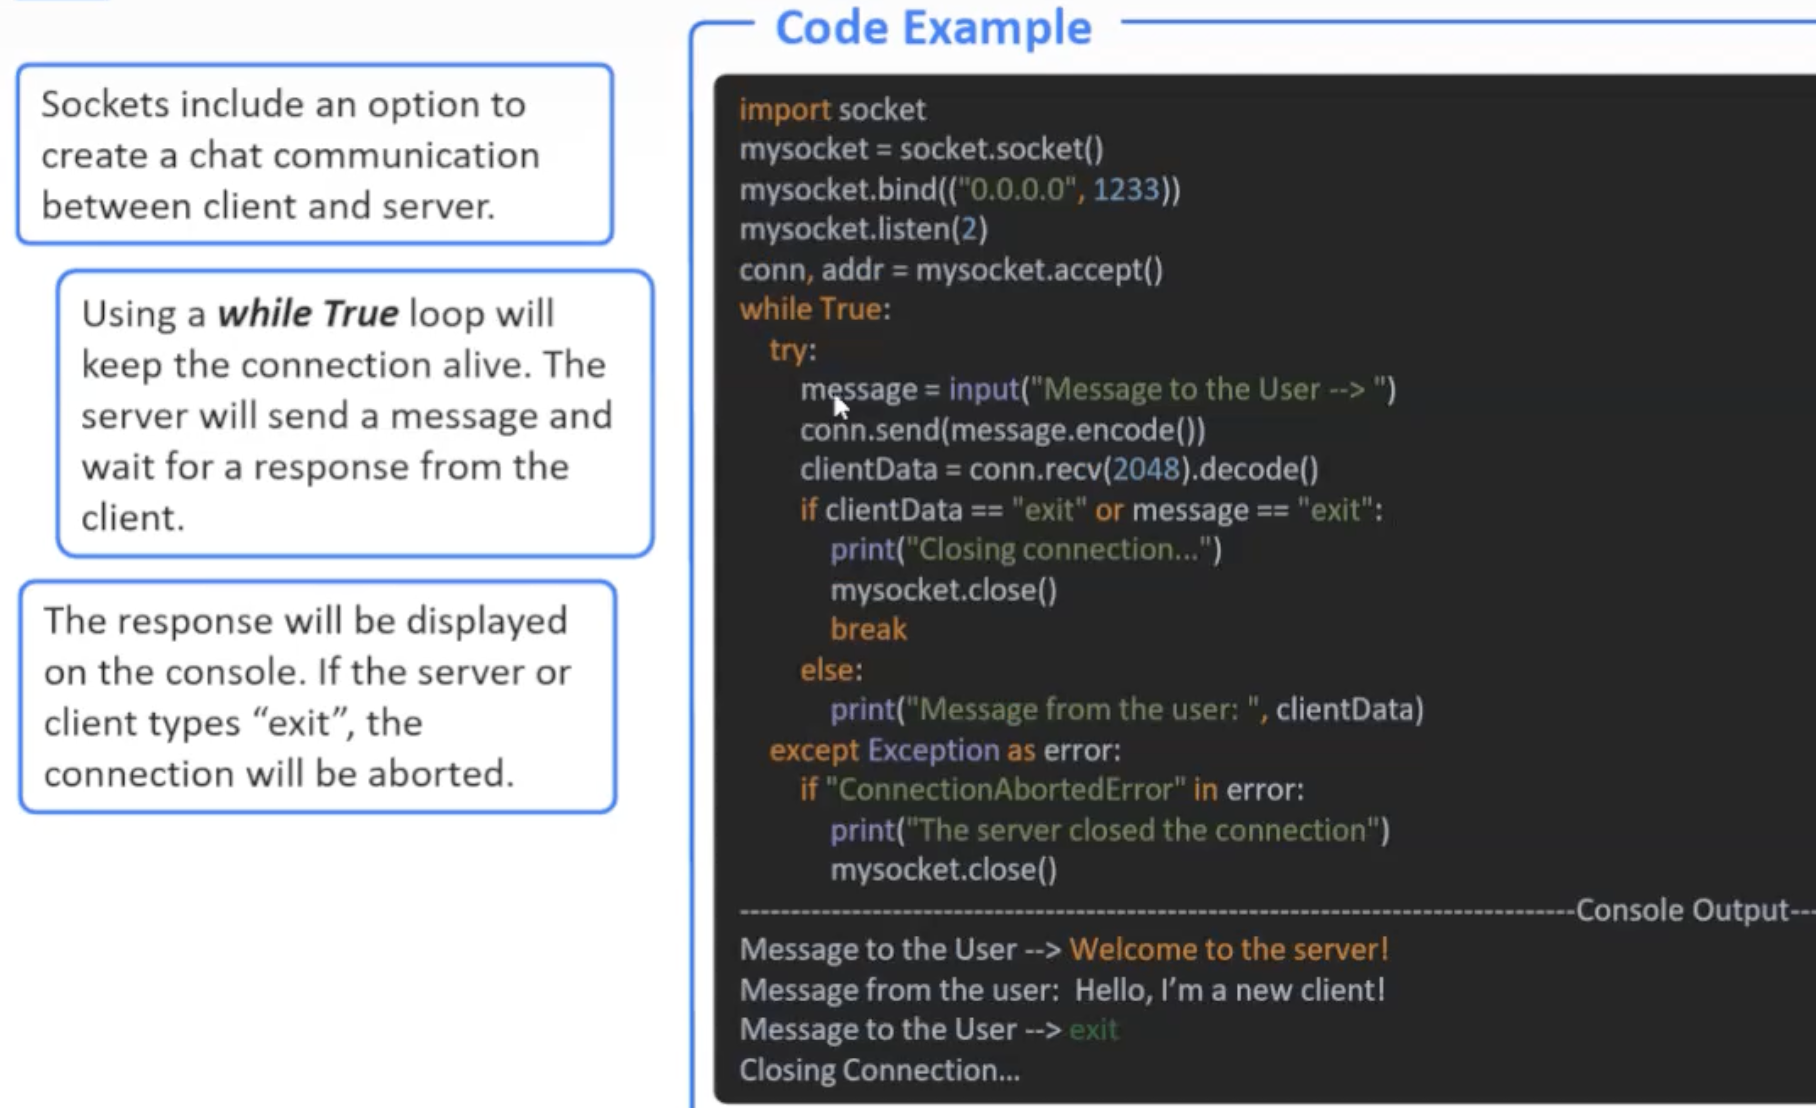 Code Example
Sockets include an option to
create a chat communication
between client and server.
Using a while True loop will
keep the connection alive. The
server will send a message and
wait for a response from the
client.
The response will be displayed
on the console. If the server or
client types “exit”, the
connection will be aborted.
import socket
mysocket = socket.socket()
mysocket.bind(("0.0.0.0", 1233))
mysocket.listen(2)
conn, addr = mysocket.accept()
while True:
try:
message = input("Message to the User --> ")
conn.send(message.encode())
clientData = conn.recv(2048).decode()
if clientData == "exit" or message == "exit":
print("Closing connection...")
mysocket.close()
break
else:
print("Message from the user: ", clientData)
except Exception as error:
if "ConnectionAbortedError" in error:
print("The server closed the connection")
mysocket.close()
--------------------Console Output---
Message to the User --> Welcome to the server!
Message from the user:  Hello, I’m a new client!
Message to the User --> exit
Closing Connection...